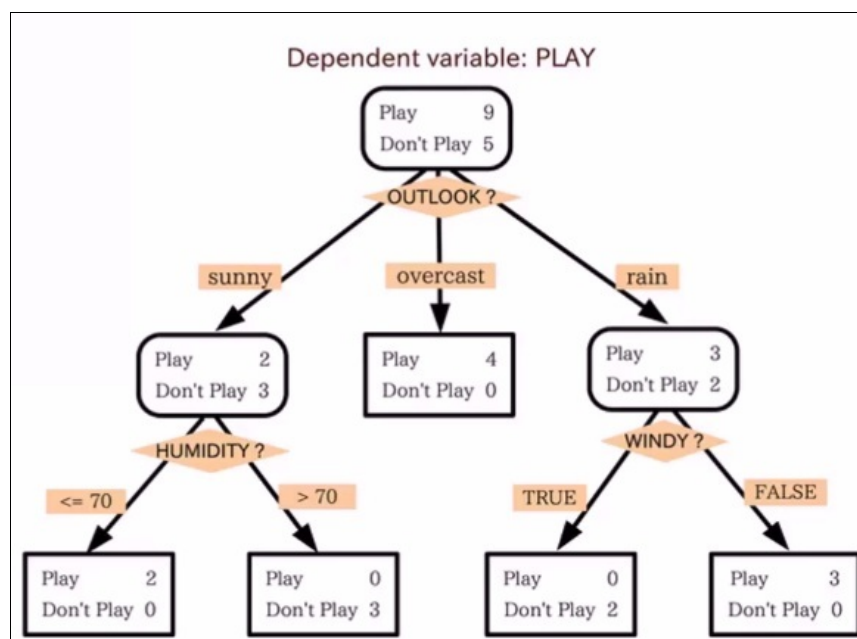 Dependent variable: PLAY
Play 9
Don't Play 5
OUTLOOK ?
sunny
overcast
rain
Play 2
Don't Play 3
Play 4
Don't Play 0
Play 3
Don't Play 2
HUMIDITY ?
WINDY ?
<= 70
> 70
TRUE
FALSE
Play 2
Don't Play 0
Play 0
Don't Play 3
Play 0
Don't Play 2
Play 3
Don't Play 0